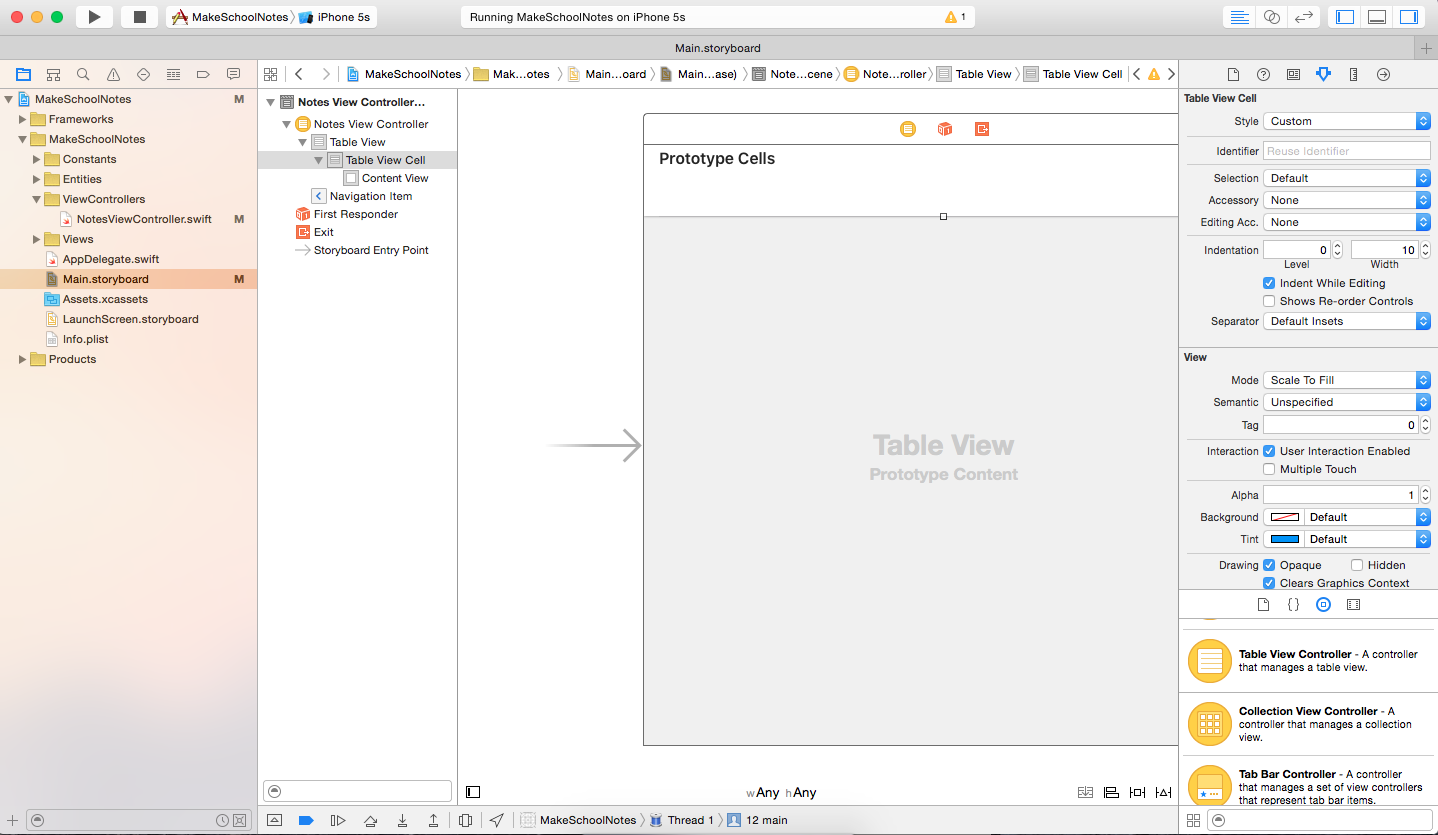 MakeSchoolNotes iPhone 5s
Running MakeSchoolNotes on iPhone 5s
1
Main.storyboard
MakeSchoolNotes Mak...otes Main...oard Main...ase) Note...cene Note...roller Table View Table View Cell
MakeSchoolNotes M
Frameworks
MakeSchoolNotes
Constants
Entities
ViewControllers
NotesViewController.swift M
Views
AppDelegate.swift
Main.storyboard M
Assets.xcassets
LaunchScreen.storyboard
Info.plist
Products
Notes View Controller...
Notes View Controller
Table View
Table View Cell
Content View
Navigation Item
First Responder
Exit
Storyboard Entry Point
Prototype Cells
Table View
Prototype Content
wAny hAny
MakeSchoolNotes Thread 1 12 main
Table View Cell
Style Custom
Identifier Reuse Identifier
Selection Default
Accessory None
Editing Acc. None
Indentation 0 10
Level Width
Indent While Editing
Shows Re-order Controls
Separator Default Insets
View
Mode Scale To Fill
Semantic Unspecified
Tag 0
Interaction User Interaction Enabled
Multiple Touch
Alpha 1
Background Default
Tint Default
Drawing Opaque Hidden
Clears Graphics Context
{}
Table View Controller - A controller
that manages a table view.
Collection View Controller - A
controller that manages a collection
view.
Tab Bar Controller - A controller
that manages a set of view controllers
that represent tab bar items.